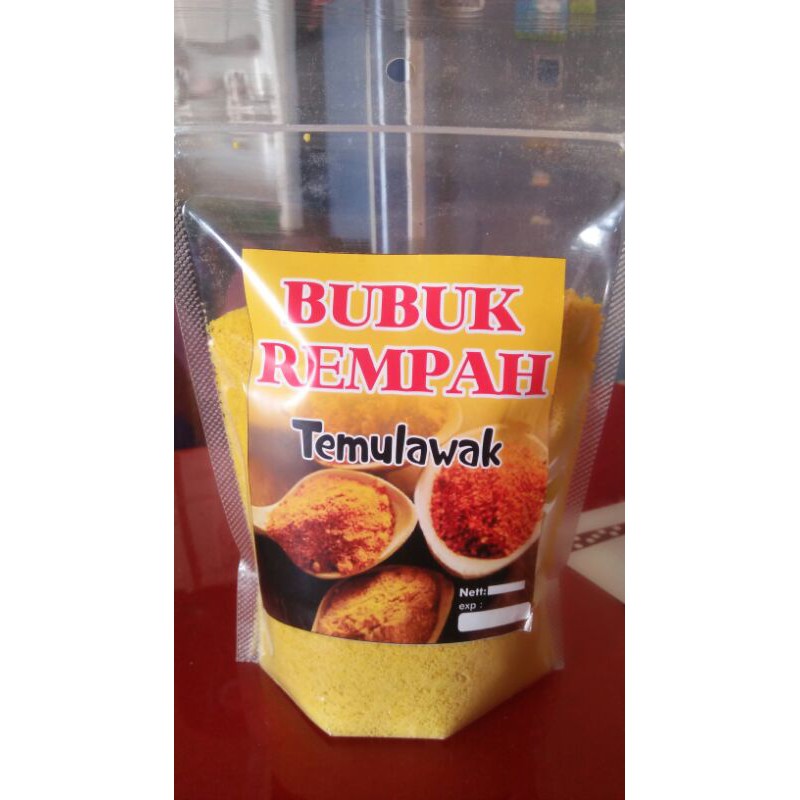 BUBUK
REMPAH
Temulawak
Nett:
exp :